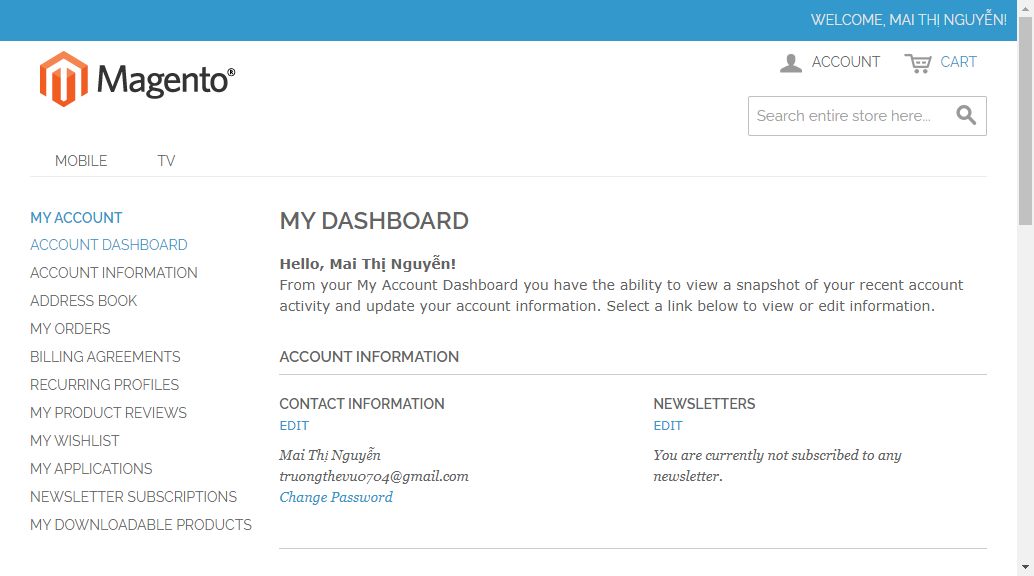 WELCOME, MAI THỊ NGUYỄN!
Magento®
ACCOUNT
CART
Search entire store here...
MOBILE
TV
MY ACCOUNT
ACCOUNT DASHBOARD
ACCOUNT INFORMATION
ADDRESS BOOK
MY ORDERS
BILLING AGREEMENTS
RECURRING PROFILES
MY PRODUCT REVIEWS
MY WISHLIST
MY APPLICATIONS
NEWSLETTER SUBSCRIPTIONS
MY DOWNLOADABLE PRODUCTS
MY DASHBOARD
Hello, Mai Thị Nguyễn!
From your My Account Dashboard you have the ability to view a snapshot of your recent account
activity and update your account information. Select a link below to view or edit information.
ACCOUNT INFORMATION
CONTACT INFORMATION
EDIT
Mai Thị Nguyễn
truongthevu0704@gmail.com
Change Password
NEWSLETTERS
EDIT
You are currently not subscribed to any
newsletter.